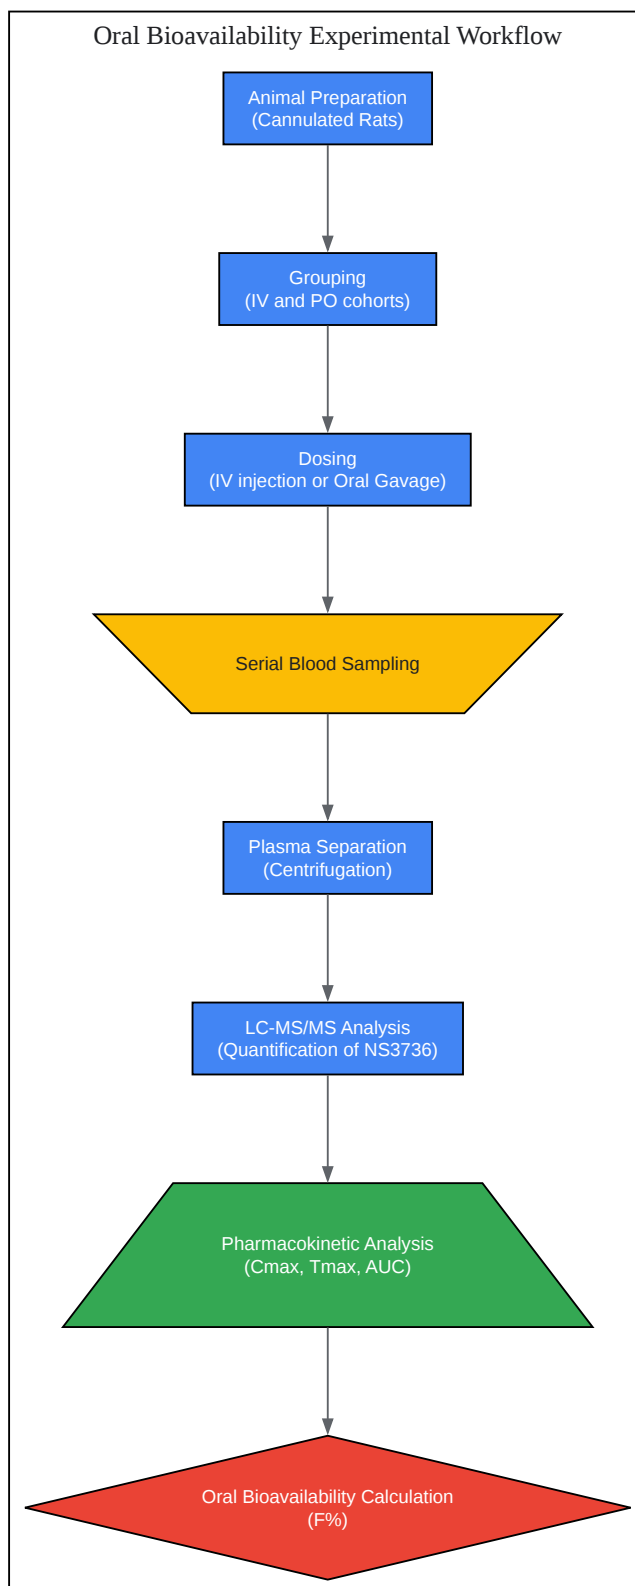 Oral Bioavailability Experimental Workflow
Animal Preparation
(Cannulated Rats)
Grouping
(IV and PO cohorts)
Dosing
(IV injection or Oral Gavage)
Serial Blood Sampling
Plasma Separation
(Centrifugation)
LC-MS/MS Analysis
(Quantification of NS3736)
Pharmacokinetic Analysis
(Cmax, Tmax, AUC)
Oral Bioavailability Calculation
(F%)